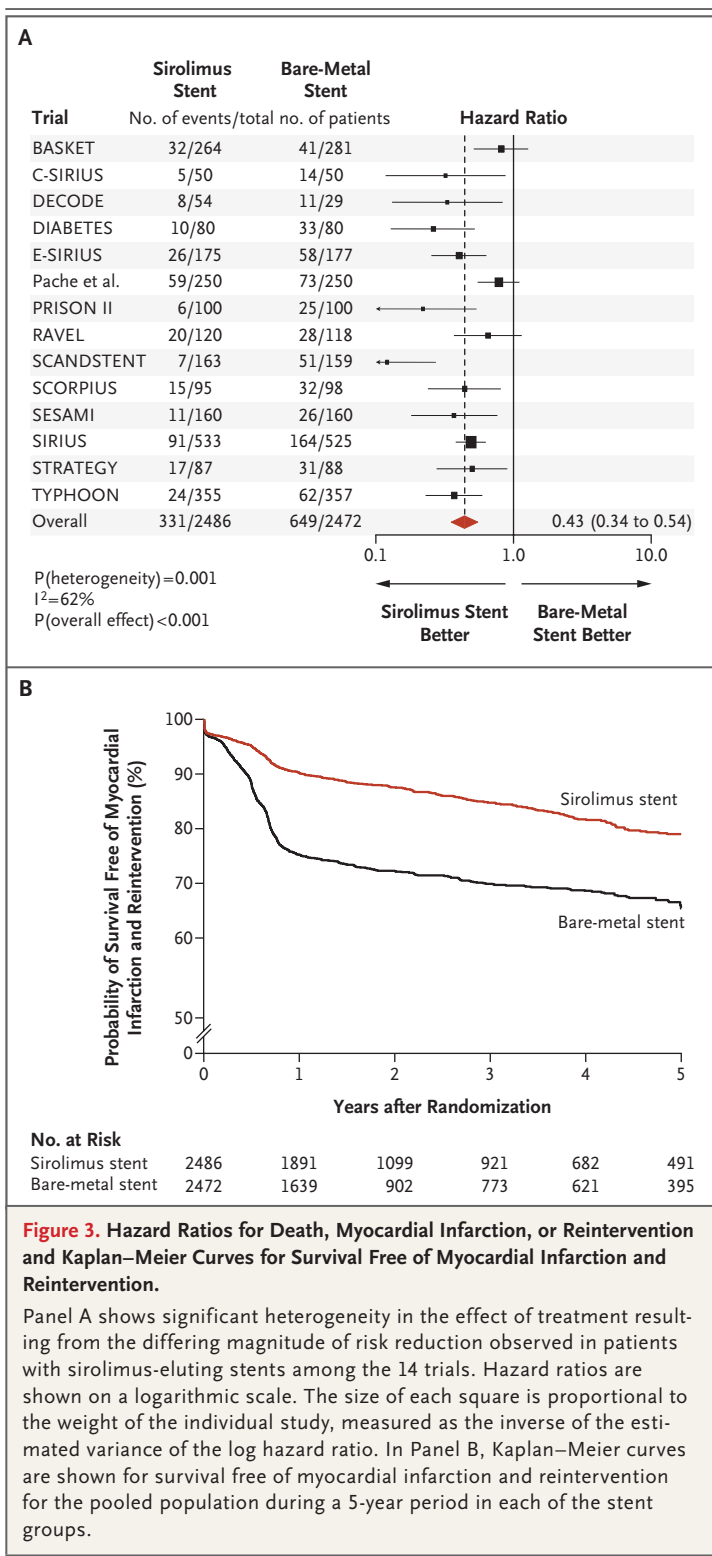 A
Sirolimus Stent Bare-Metal Stent
Trial No. of events/total no. of patients Hazard Ratio
BASKET 32/264 41/281
C-SIRIUS 5/50 14/50
DECODE 8/54 11/29
DIABETES 10/80 33/80
E-SIRIUS 26/175 58/177
Pache et al. 59/250 73/250
PRISON II 6/100 25/100
RAVEL 20/120 28/118
SCANDSTENT 7/163 51/159
SCORPIUS 15/95 32/98
SESAMI 11/160 26/160
SIRIUS 91/533 164/525
STRATEGY 17/87 31/88
TYPHOON 24/355 62/357
Overall 331/2486 649/2472 0.43 (0.34 to 0.54)
0.1 1.0 10.0
P(heterogeneity)=0.001
I²=62%
P(overall effect)<0.001
Sirolimus Stent Better
Bare-Metal Stent Better
B
Probability of Survival Free of Myocardial
Infarction and Reintervention (%)
100
90
80
70
60
50
0
Sirolimus stent
Bare-metal stent
0 1 2 3 4 5
Years after Randomization
No. at Risk
Sirolimus stent 2486 1891 1099 921 682 491
Bare-metal stent 2472 1639 902 773 621 395
Figure 3. Hazard Ratios for Death, Myocardial Infarction, or Reintervention
and Kaplan–Meier Curves for Survival Free of Myocardial Infarction and
Reintervention.
Panel A shows significant heterogeneity in the effect of treatment result-
ing from the differing magnitude of risk reduction observed in patients
with sirolimus-eluting stents among the 14 trials. Hazard ratios are
shown on a logarithmic scale. The size of each square is proportional to
the weight of the individual study, measured as the inverse of the esti-
mated variance of the log hazard ratio. In Panel B, Kaplan–Meier curves
are shown for survival free of myocardial infarction and reintervention
for the pooled population during a 5-year period in each of the stent
groups.